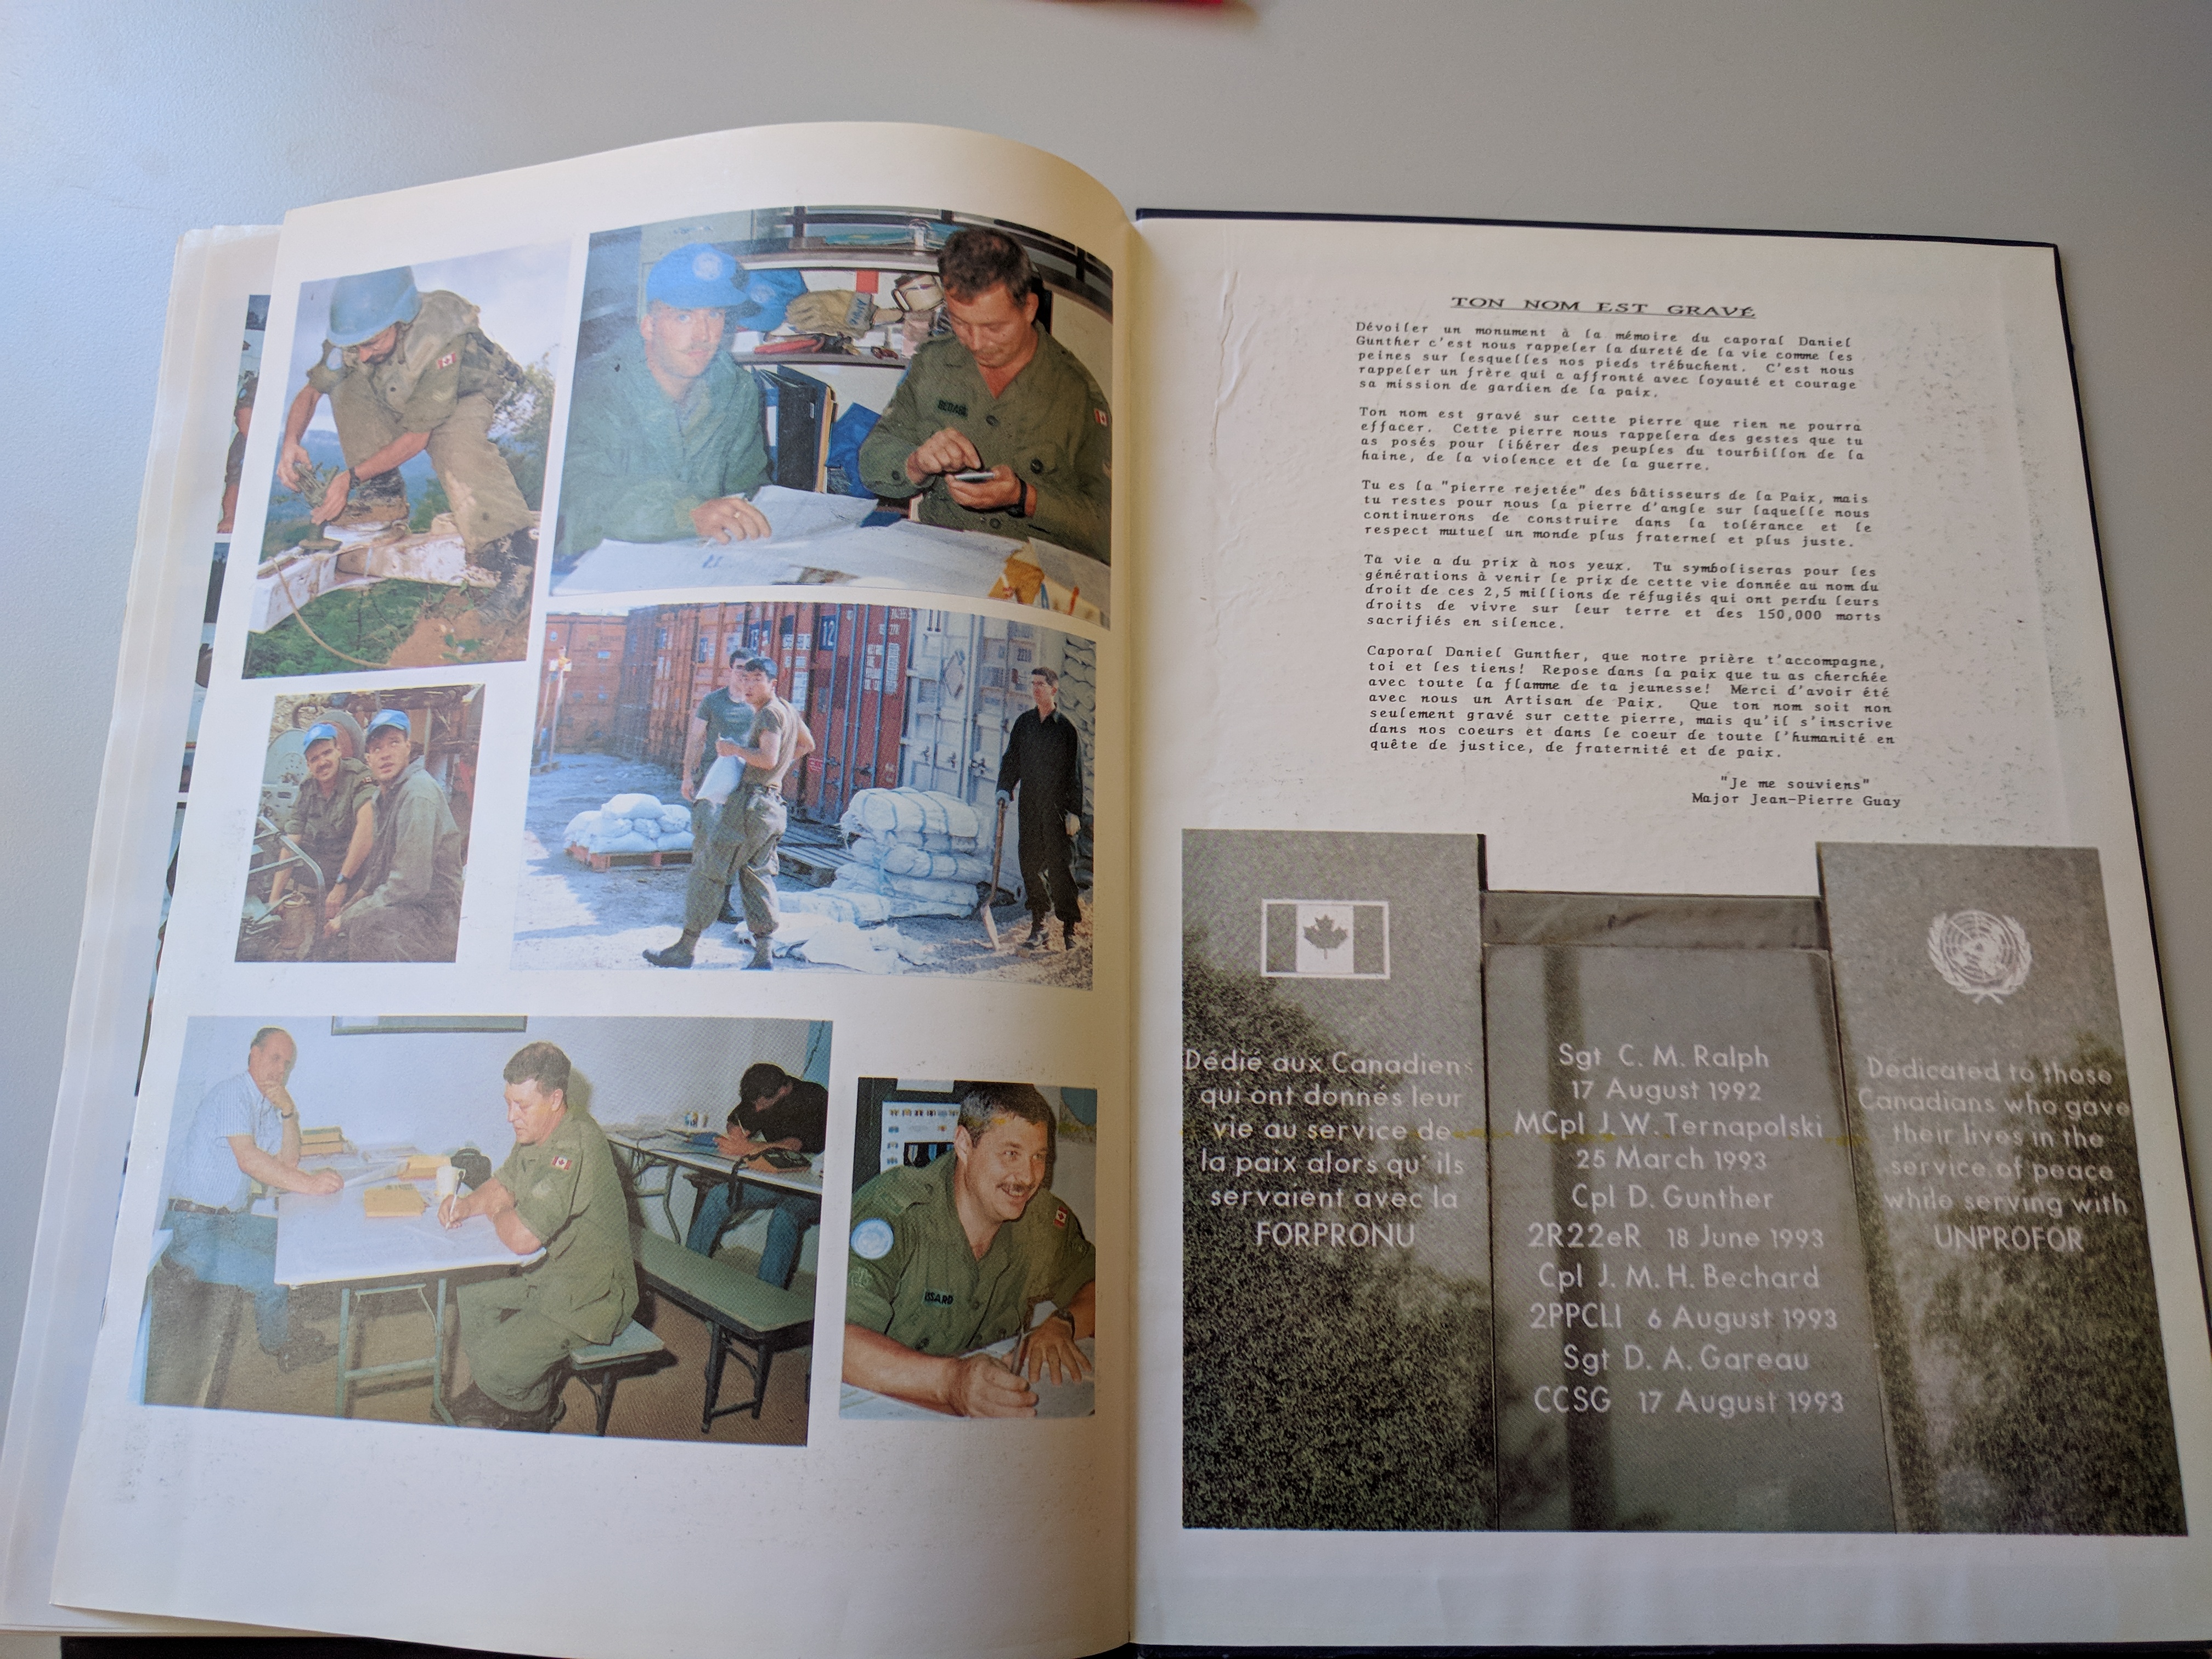 BEDARD
12
ISSARD
TON NOM EST GRAVÉ
Dévoiler un monument à la mémoire du caporal Daniel
Gunther c'est nous rappeler la dureté de la vie comme les
peines sur lesquelles nos pieds trébuchent. C'est nous
rappeler un frère qui a affronté avec loyauté et courage
sa mission de gardien de la paix.
Ton nom est gravé sur cette pierre que rien ne pourra
effacer. Cette pierre nous rappelera des gestes que tu
as posés pour libérer des peuples du tourbillon de la
haine, de la violence et de la guerre.
Tu es la "pierre rejetée" des bâtisseurs de la Paix, mais
tu restes pour nous la pierre d'angle sur laquelle nous
continuerons de construire dans la tolérance et le
respect mutuel un monde plus fraternel et plus juste.
Ta vie a du prix à nos yeux. Tu symboliseras pour les
générations à venir le prix de cette vie donnée au nom du
droit de ces 2,5 millions de réfugiés qui ont perdu leurs
droits de vivre sur leur terre et des 150,000 morts
sacrifiés en silence.
Caporal Daniel Gunther, que notre prière t'accompagne,
toi et les tiens! Repose dans la paix que tu as cherchée
avec toute la flamme de ta jeunesse! Merci d'avoir été
avec nous un Artisan de Paix. Que ton nom soit non
seulement gravé sur cette pierre, mais qu'il s'inscrive
dans nos coeurs et dans le coeur de toute l'humanité en
quête de justice, de fraternité et de paix.
"Je me souviens"
Major Jean-Pierre Guay
Dédié aux Canadiens
qui ont donnés leur
vie au service de
la paix alors qu'ils
servaient avec la
FORPRONU
Sgt C. M. Ralph
17 August 1992
MCpl J. W. Ternapolski
25 March 1993
Cpl D. Gunther
2R22eR 18 June 1993
Cpl J. M. H. Bechard
2PPCLI 6 August 1993
Sgt D. A. Gareau
CCSG 17 August 1993
Dedicated to those
Canadians who gave
their lives in the
service of peace
while serving with
UNPROFOR